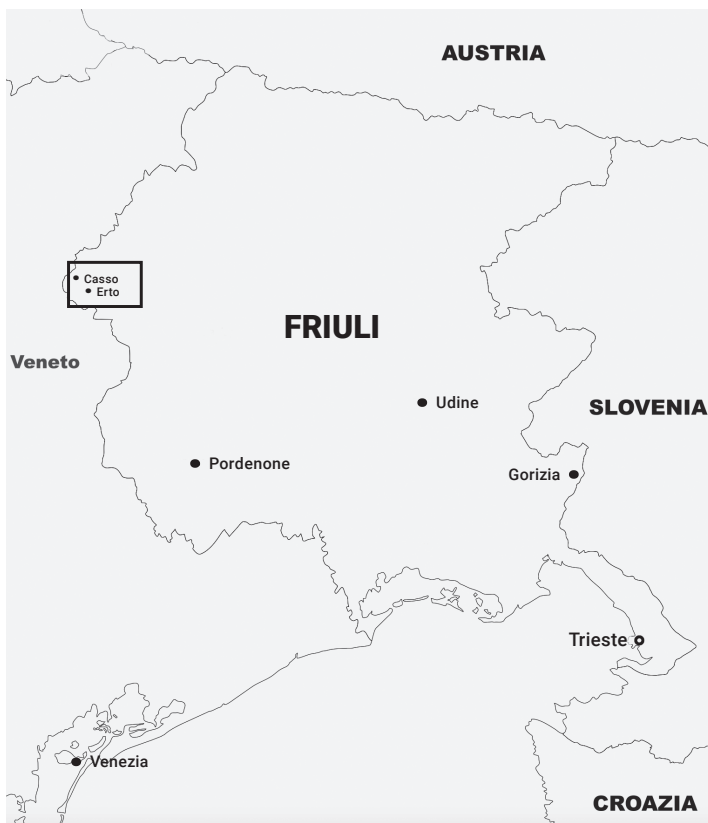 AUSTRIA
Casso
Erto
FRIULI
Veneto
Udine
SLOVENIA
Pordenone
Gorizia
Trieste
Venezia
CROAZIA